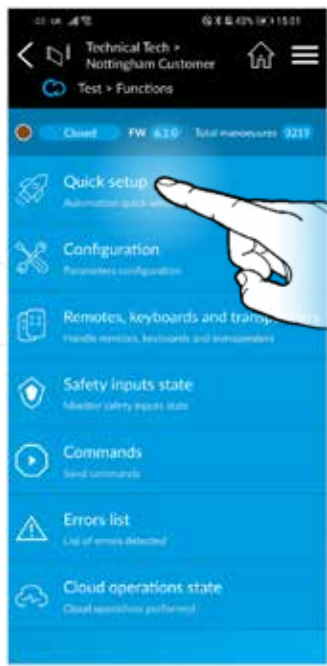 15:01
Technical Tech >
Nottingham Customer
Test > Functions
Closed FW 6.1.0 Total manoeuvres 3219
Quick setup
Automation quick
Configuration
Parameters configuration
Remotes, keyboards and
Handle remotes, keyboards and transponders
Safety inputs state
Monitor safety inputs state
Commands
Send commands
Errors list
List of errors detected
Cloud operations state
Cloud operations performed